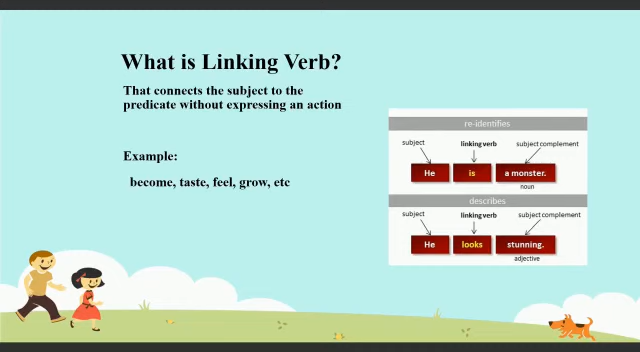 What is Linking Verb?
That connects the subject to the
predicate without expressing an action
Example:
become, taste, feel, grow, etc
re-identifies
subject linking verb subject complement
He is a monster.
noun
describes
subject linking verb subject complement
He looks stunning.
adjective